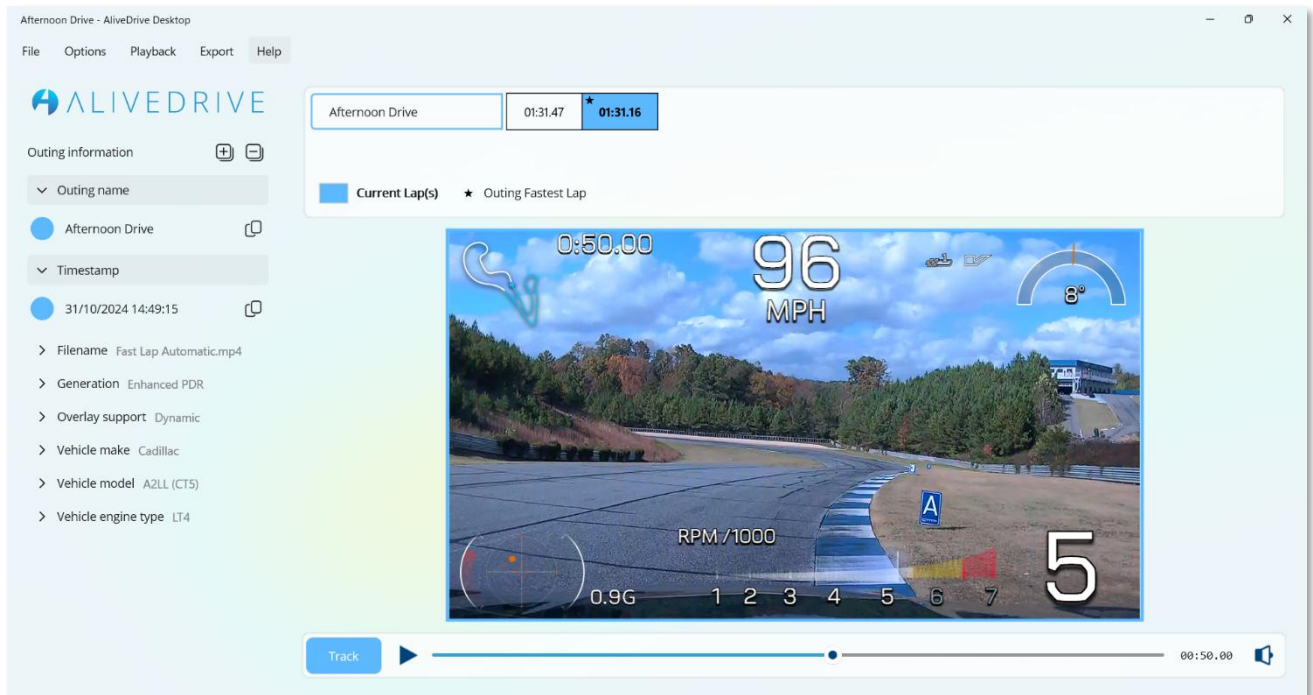 Afternoon Drive - AliveDrive Desktop
File Options Playback Export Help
ALIVEDRIVE
Outing information
Outing name
Afternoon Drive
Timestamp
31/10/2024 14:49:15
Filename Fast Lap Automatic.mp4
Generation Enhanced PDR
Overlay support Dynamic
Vehicle make Cadillac
Vehicle model A2LL (CT5)
Vehicle engine type LT4
Afternoon Drive 01:31.47 ★ 01:31.16
Current Lap(s) ★ Outing Fastest Lap
0:50.00 96 8°
MPH
A
RPM/1000
0.9G 1 2 3 4 5 6 7 5
Track 00:50.00